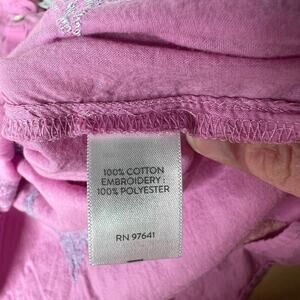 100% COTTON
EMBROIDERY :
100% POLYESTER
RN 97641